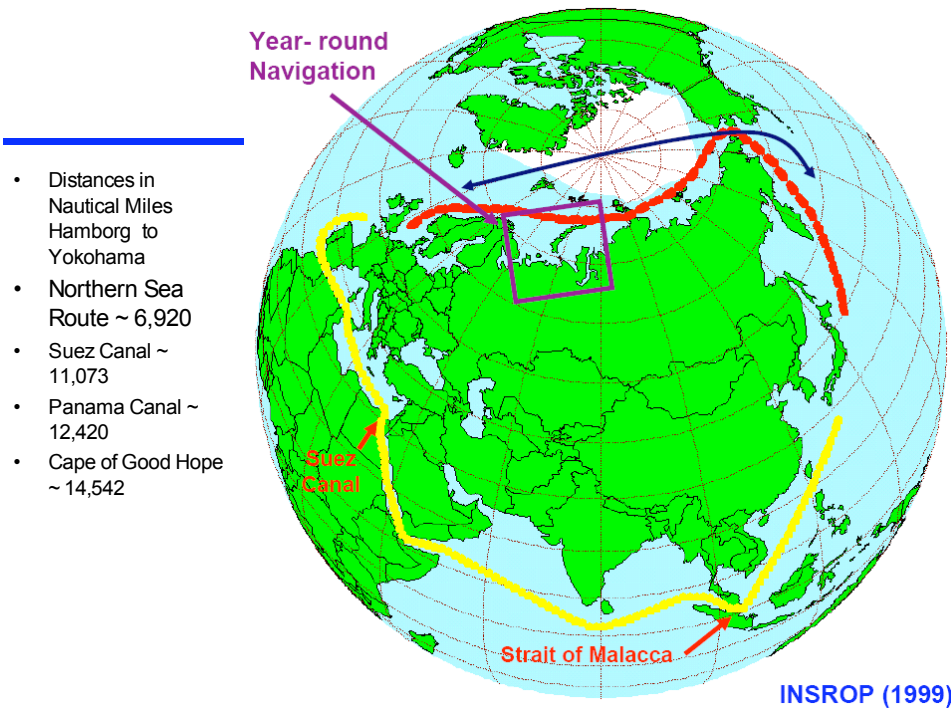 Year- round
Navigation
• Distances in
Nautical Miles
Hamborg to
Yokohama
• Northern Sea
Route ~ 6,920
• Suez Canal ~
11,073
• Panama Canal ~
12,420
• Cape of Good Hope
~ 14,542
Suez
Canal
Strait of Malacca
INSROP (1999)